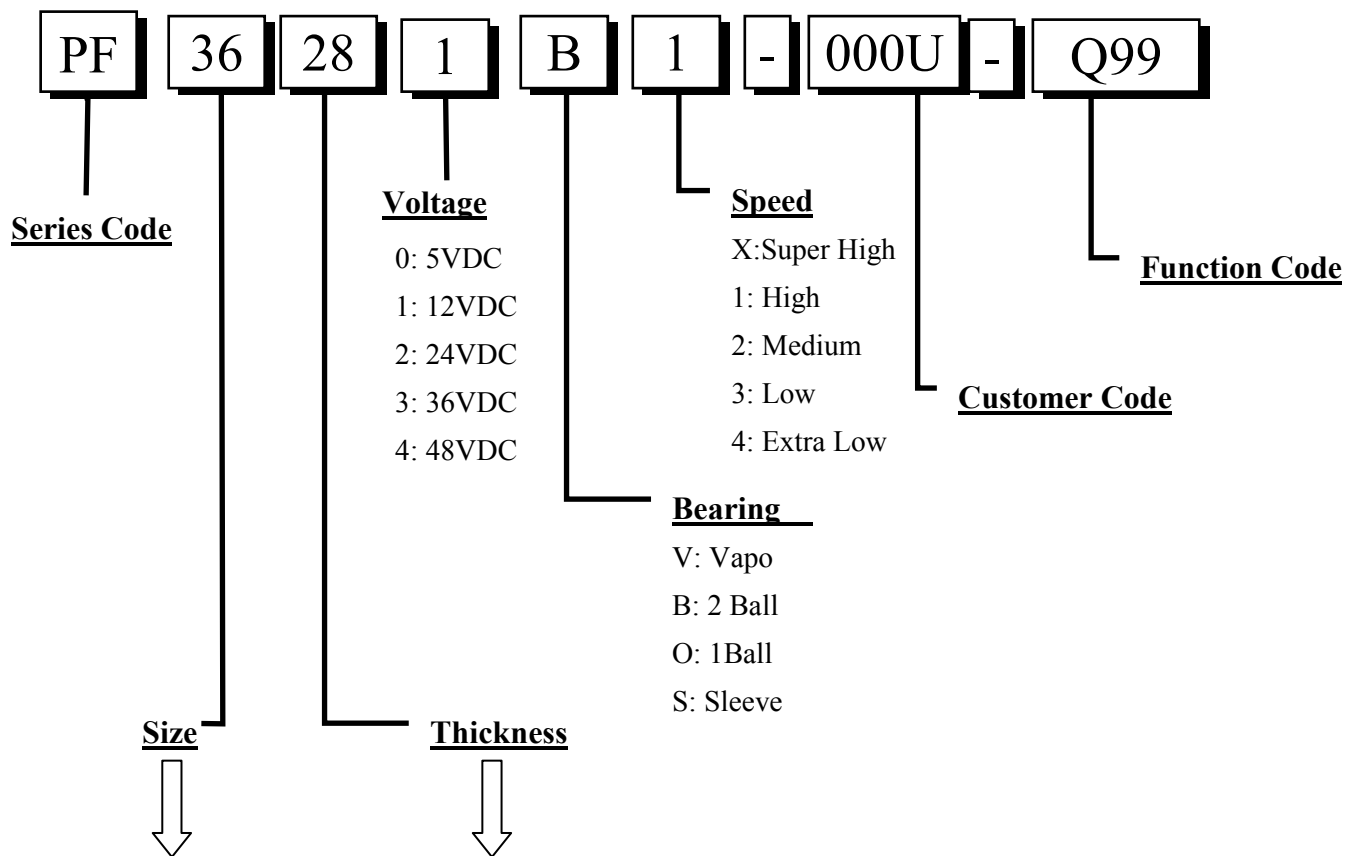 PF 36 28 1 B 1 - 000U - Q99
Series Code
Voltage
0: 5VDC
1: 12VDC
2: 24VDC
3: 36VDC
4: 48VDC
Speed
X:Super High
1: High
2: Medium
3: Low
4: Extra Low
Function Code
Customer Code
Bearing
V: Vapo
B: 2 Ball
O: 1Ball
S: Sleeve
Size
Thickness